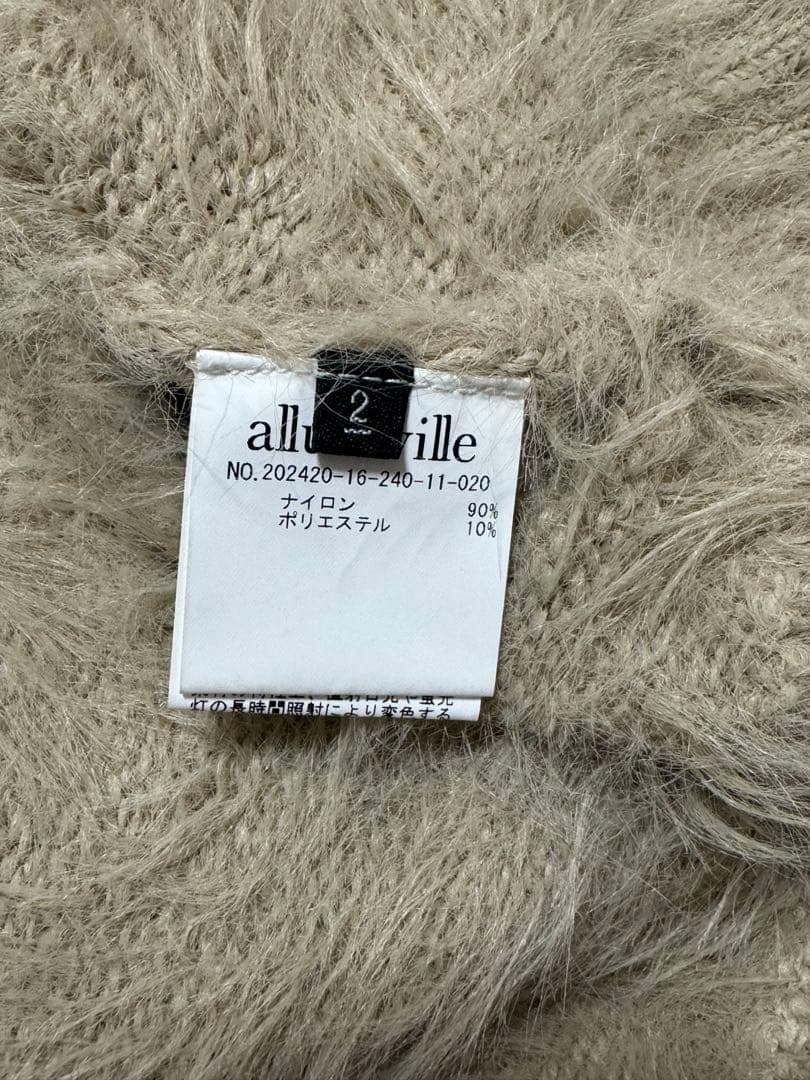 2
allu ville
NO.202420-16-240-11-020
ナイロン 90%
ポリエステル 10%
灯の長時間照射により変色する